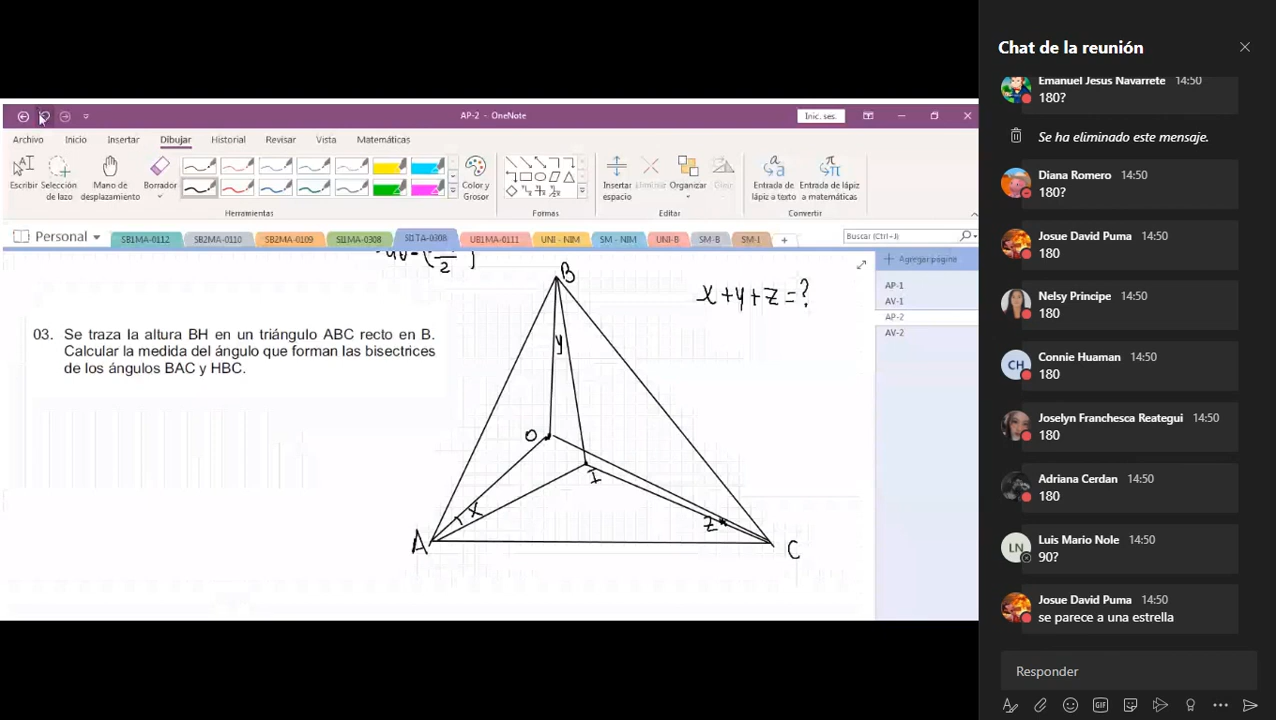 AP-2 - OneNote
Inic. ses.
Archivo Inicio Insertar Dibujar Historial Revisar Vista Matemáticas
Escribir
Selección de lazo
Mano de desplazamiento
Borrador
Color y Grosor
Insertar espacio
Eliminar
Organizar
Girar
Entrada de lápiz a texto
Entrada de lápiz a matemáticas
Herramientas Formas Editar Convertir
Personal
SB1MA-0112 SB2MA-0110 SB2MA-0109 SI1MA-0308 SI1TA-0308 UB1MA-0111 UNI - NIM SM - NIM UNI-B SM-B SM-I
Buscar (Ctrl+J)
Agregar página
AP-1
AV-1
AP-2
AV-2
03. Se traza la altura BH en un triángulo ABC recto en B.
Calcular la medida del ángulo que forman las bisectrices
de los ángulos BAC y HBC.
2
B
x+y+z=?
y
O
I
x
z
A
C
Chat de la reunión
Emanuel Jesus Navarrete 14:50
180?
Se ha eliminado este mensaje.
Diana Romero 14:50
180?
Josue David Puma 14:50
180
Nelsy Principe 14:50
180
CH
Connie Huaman 14:50
180
Joselyn Franchesca Reategui 14:50
180
Adriana Cerdan 14:50
180
LN
Luis Mario Nole 14:50
90?
Josue David Puma 14:50
se parece a una estrella
Responder